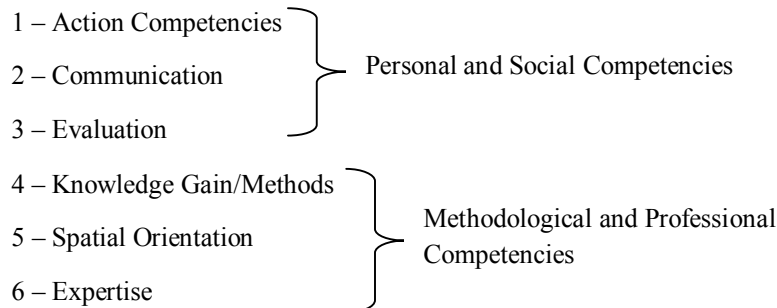 1 – Action Competencies
2 – Communication
3 – Evaluation
Personal and Social Competencies
4 – Knowledge Gain/Methods
5 – Spatial Orientation
6 – Expertise
Methodological and Professional
Competencies